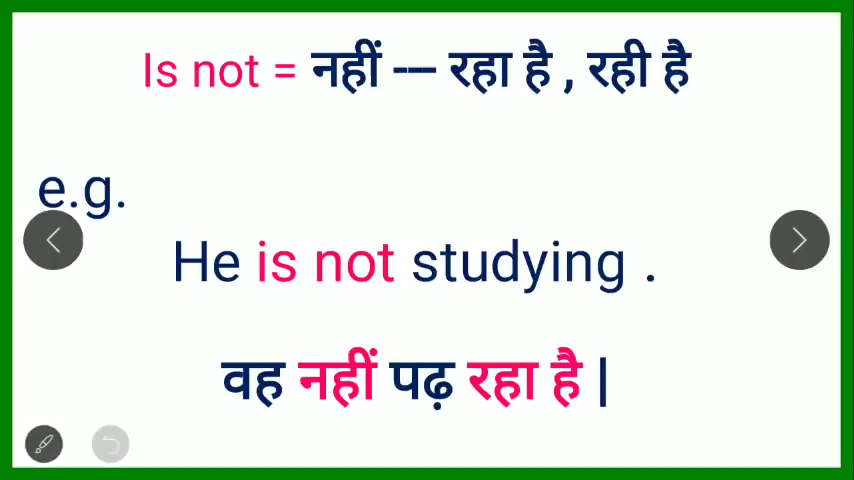 Is not = नहीं --- रहा है , रही है
e.g.
He is not studying .
वह नहीं पढ़ रहा है |